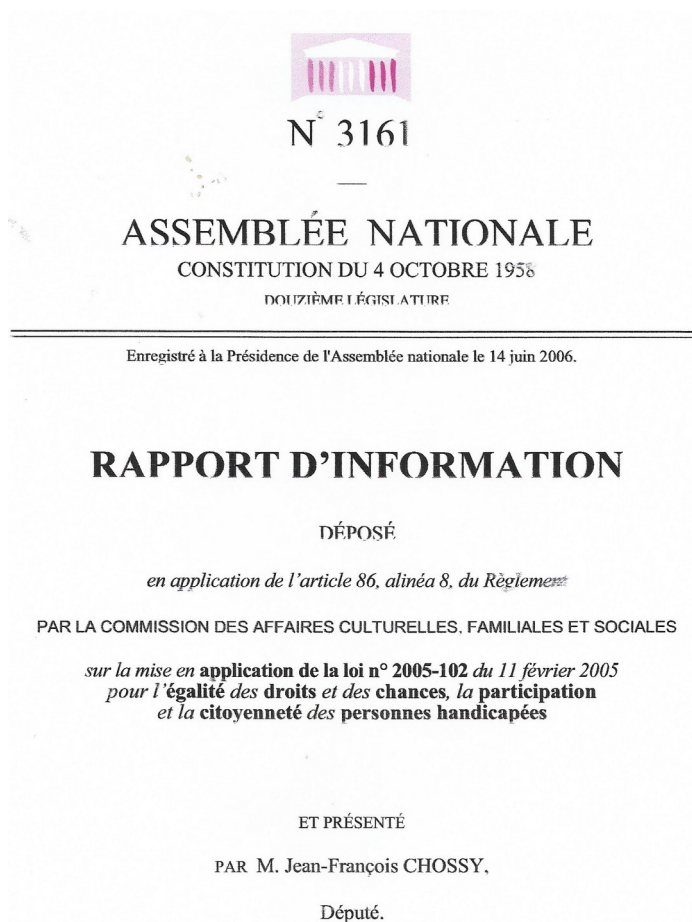 N° 3161
—
ASSEMBLÉE NATIONALE
CONSTITUTION DU 4 OCTOBRE 1958
DOUZIÈME LÉGISLATURE
Enregistré à la Présidence de l'Assemblée nationale le 14 juin 2006.
RAPPORT D'INFORMATION
DÉPOSÉ
en application de l'article 86, alinéa 8, du Règlement
PAR LA COMMISSION DES AFFAIRES CULTURELLES, FAMILIALES ET SOCIALES
sur la mise en application de la loi n° 2005-102 du 11 février 2005
pour l'égalité des droits et des chances, la participation
et la citoyenneté des personnes handicapées
ET PRÉSENTÉ
PAR M. Jean-François CHOSSY,
Député.